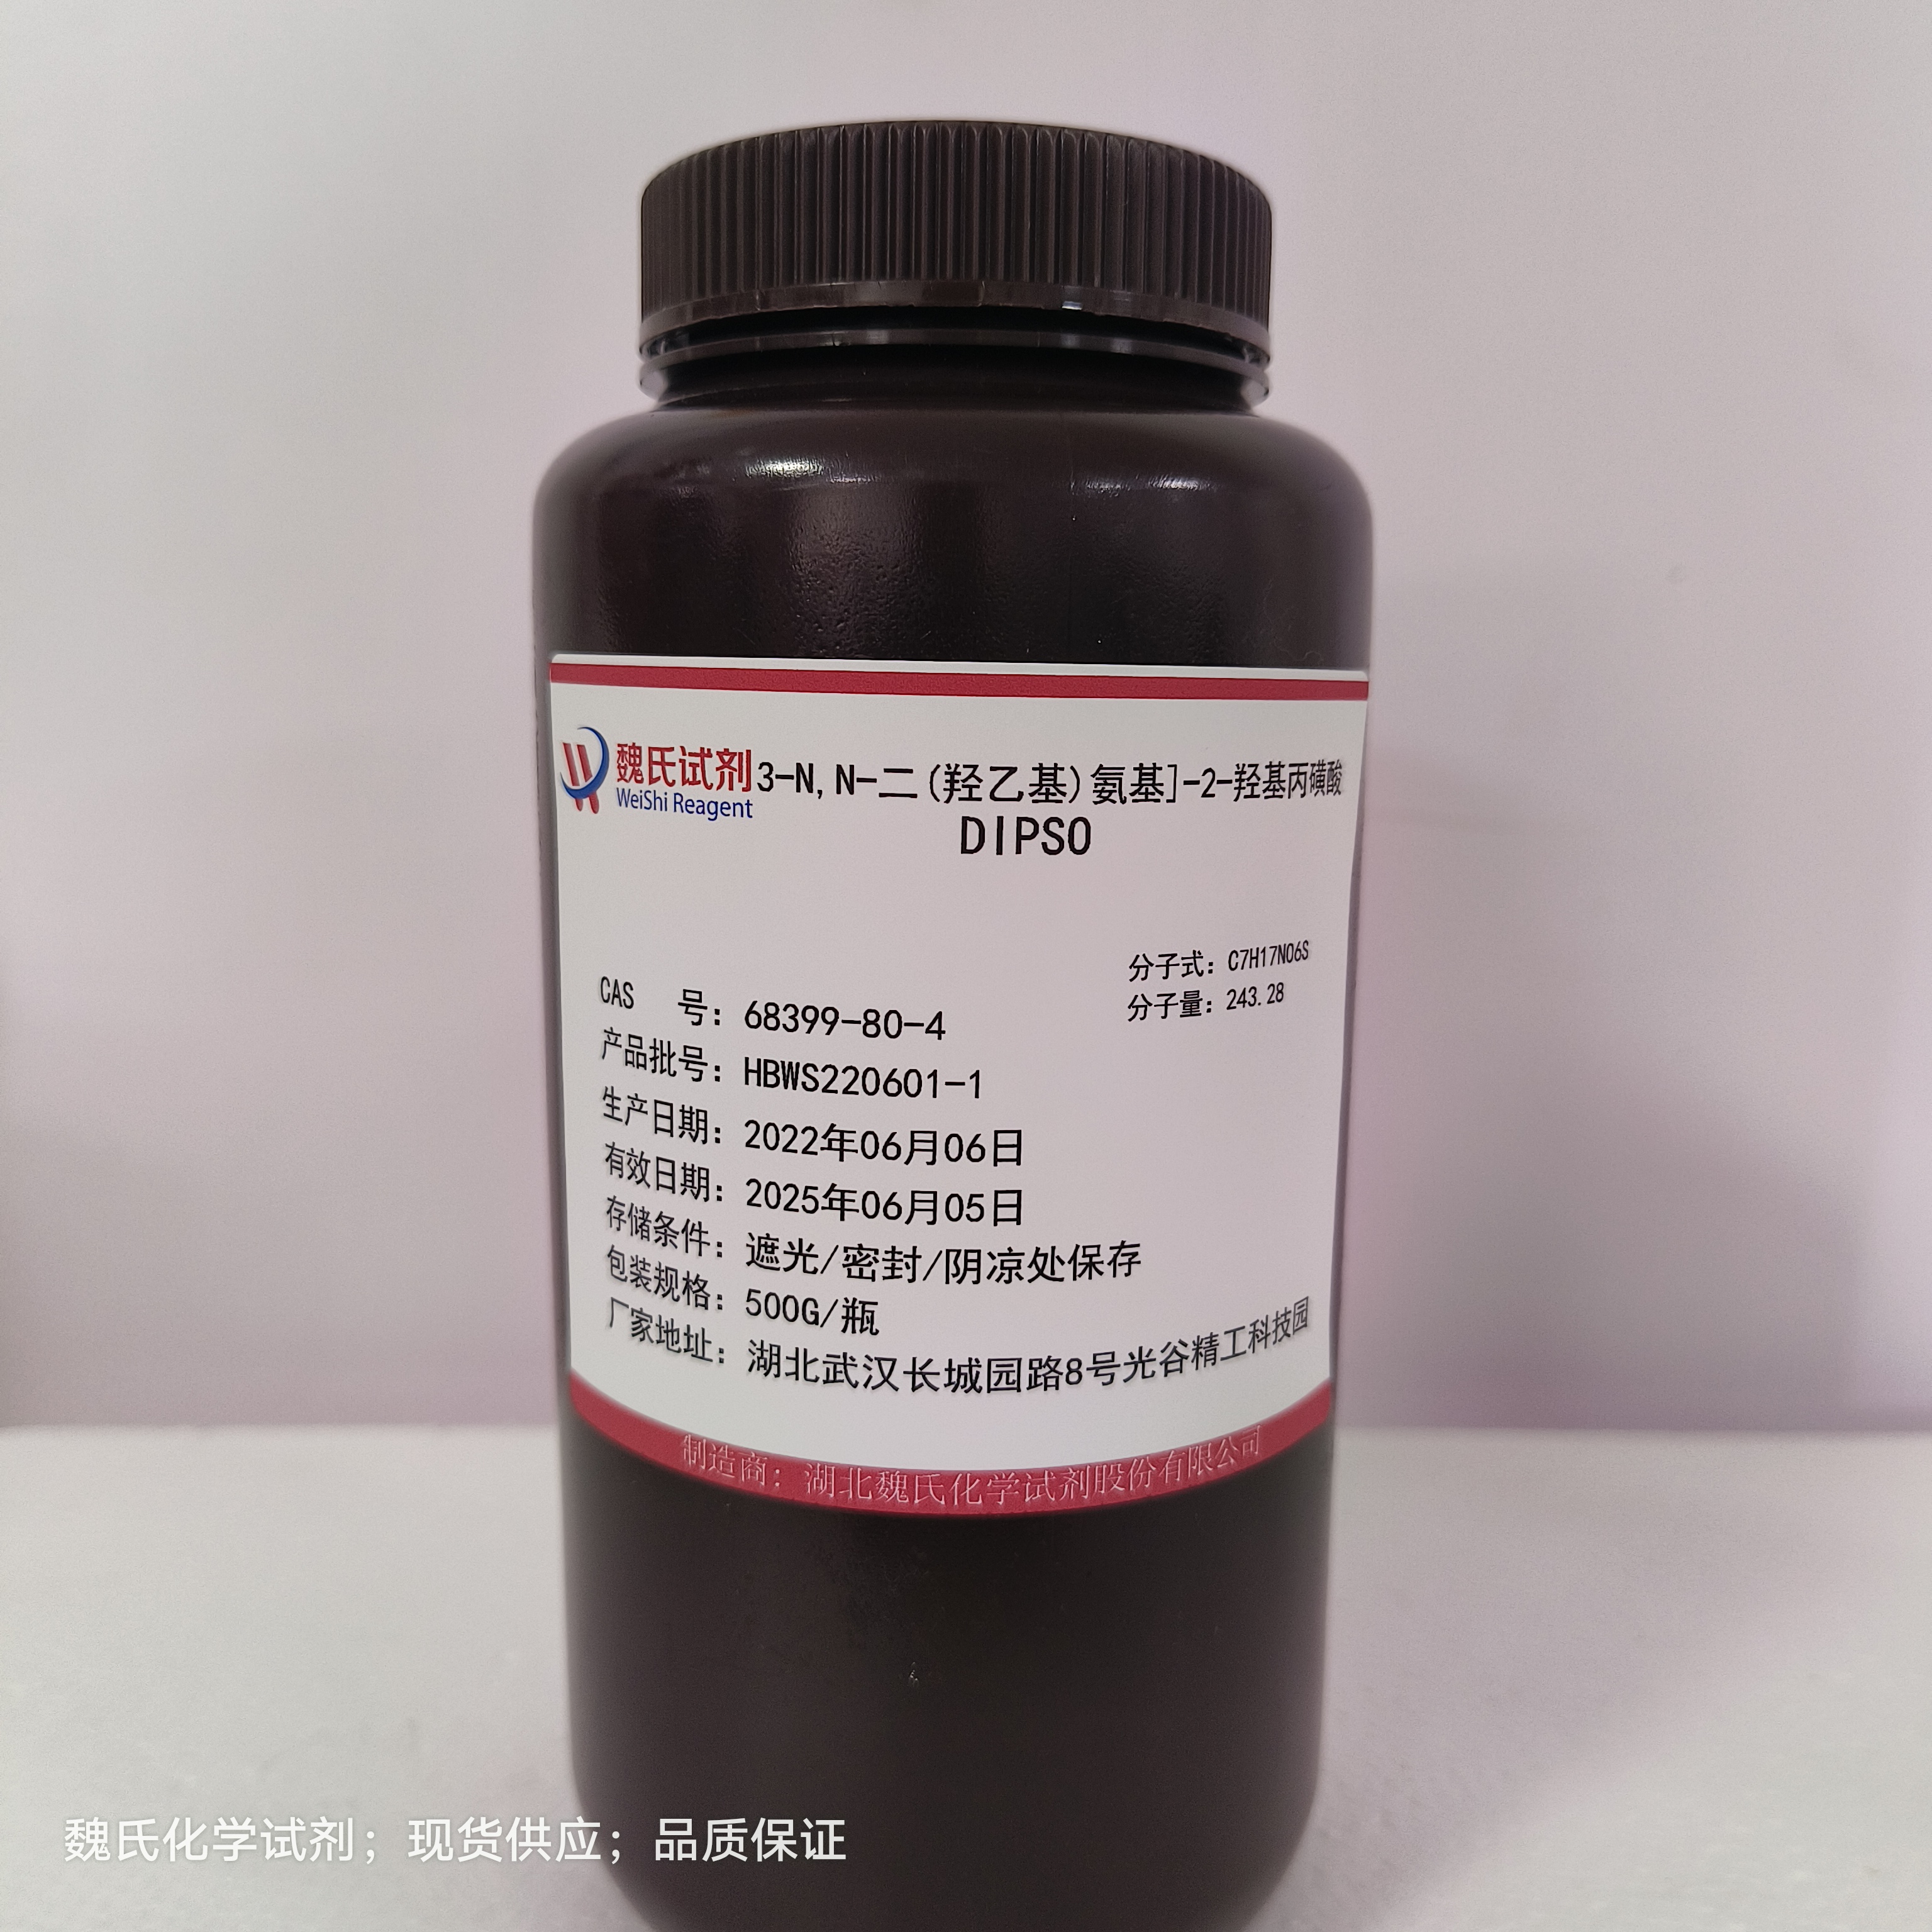 魏氏试剂
WeiShi Reagent
3-N,N-二(羟乙基)氨基]-2-羟基丙磺酸
DIPSO
分子式：C7H17NO6S
分子量：243.28
CAS 号：68399-80-4
产品批号：HBWS220601-1
生产日期：2022年06月06日
有效日期：2025年06月05日
存储条件：遮光/密封/阴凉处保存
包装规格：500G/瓶
厂家地址：湖北武汉长城园路8号光谷精工科技园
制造商：湖北魏氏化学试剂股份有限公司
魏氏化学试剂；现货供应；品质保证